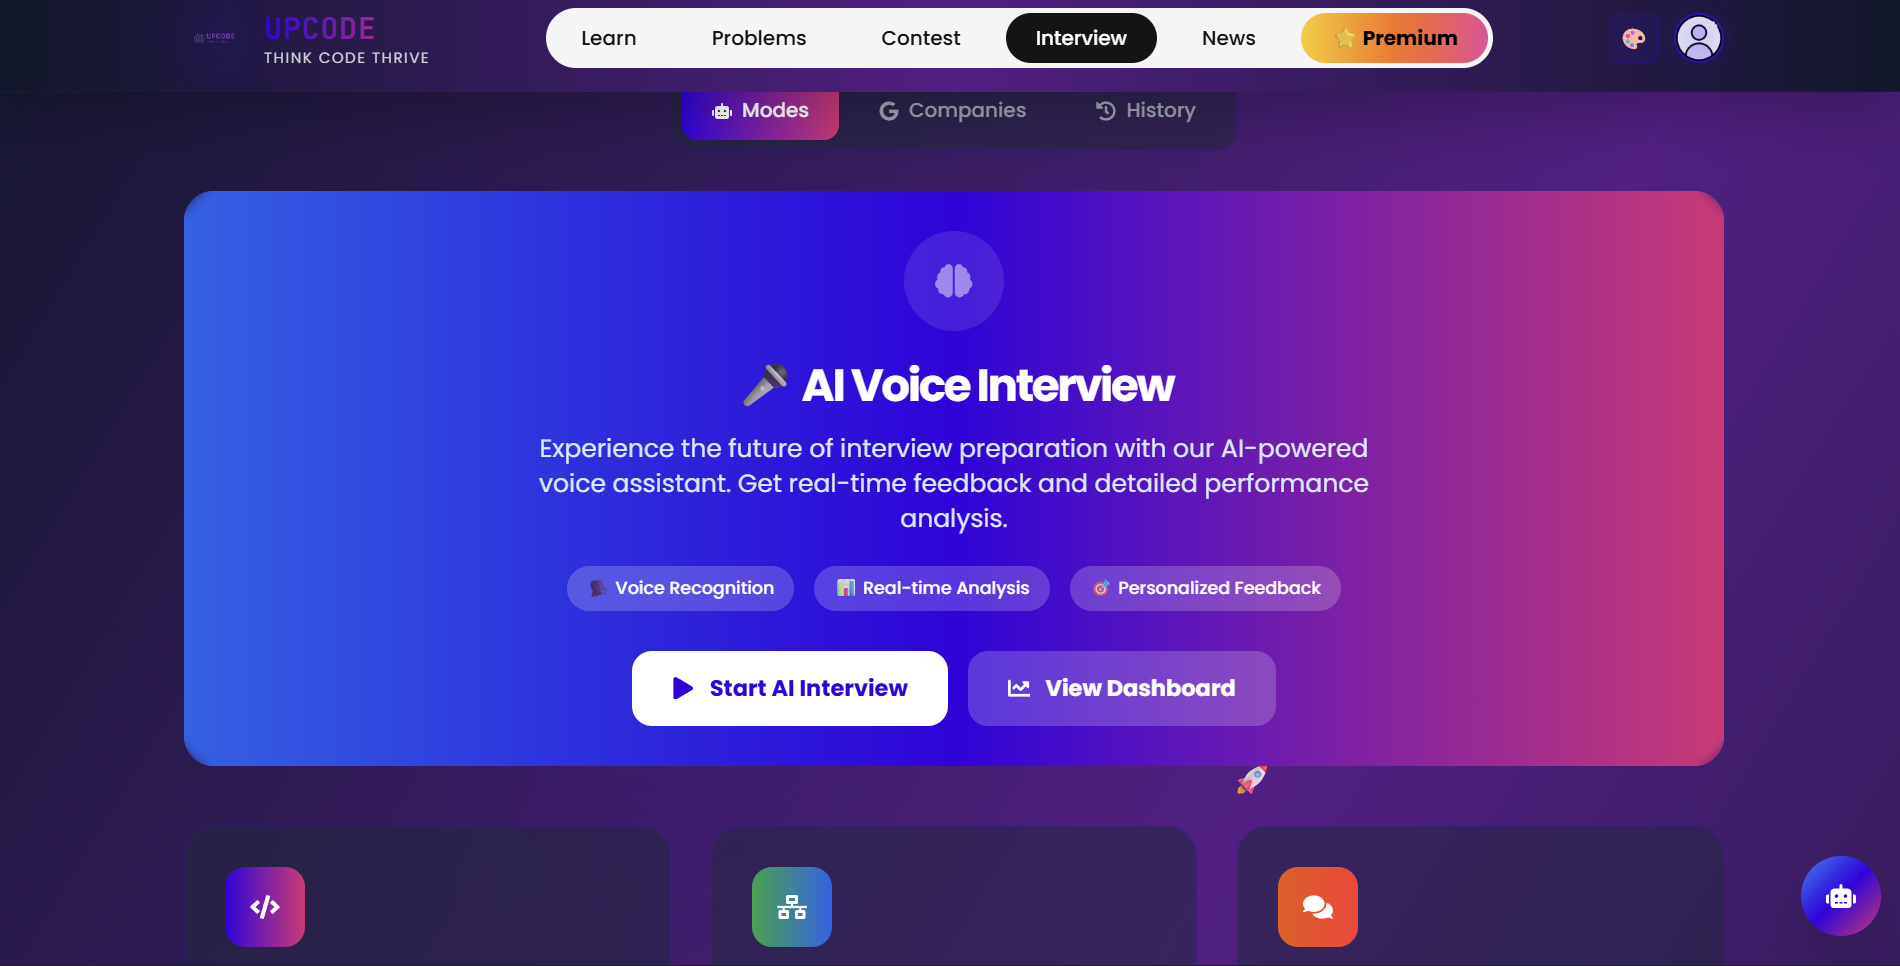 UPCODE
UPCODE
THINK CODE THRIVE
Learn
Problems
Contest
Interview
News
Premium
Modes
Companies
History
AI Voice Interview
Experience the future of interview preparation with our AI-powered
voice assistant. Get real-time feedback and detailed performance
analysis.
Voice Recognition
Real-time Analysis
Personalized Feedback
Start AI Interview
View Dashboard